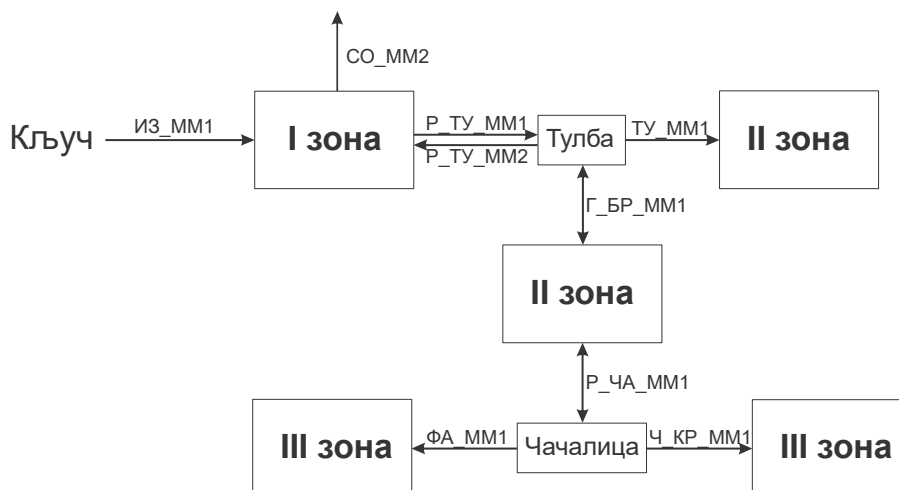 СО_ММ2
Кључ
ИЗ_ММ1
I зона
Р_ТУ_ММ1
Р_ТУ_ММ2
Тулба
ТУ_ММ1
II зона
Г_БР_ММ1
II зона
Р_ЧА_ММ1
III зона
ФА_ММ1
Чачалица
Ч_КР_ММ1
III зона